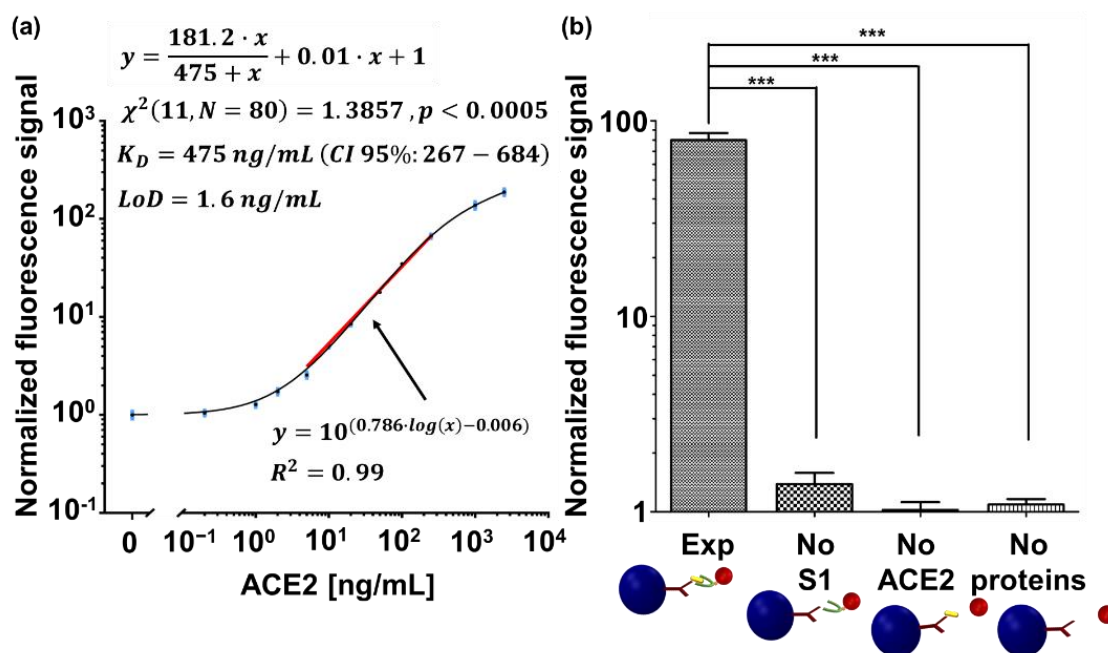 (a)
y = 181.2 · x / 475 + x + 0.01 · x + 1
χ²(11, N = 80) = 1.3857 , p < 0.0005
K_D = 475 ng/mL (CI 95%: 267 − 684)
LoD = 1.6 ng/mL
Normalized fluorescence signal
10³
10²
10¹
10⁰
10⁻¹
y = 10^(0.786·log(x)−0.006)
R² = 0.99
0 10⁻¹ 10⁰ 10¹ 10² 10³ 10⁴
ACE2 [ng/mL]
(b)
***
***
***
Normalized fluorescence signal
100
10
1
Exp No No No
S1 ACE2 proteins